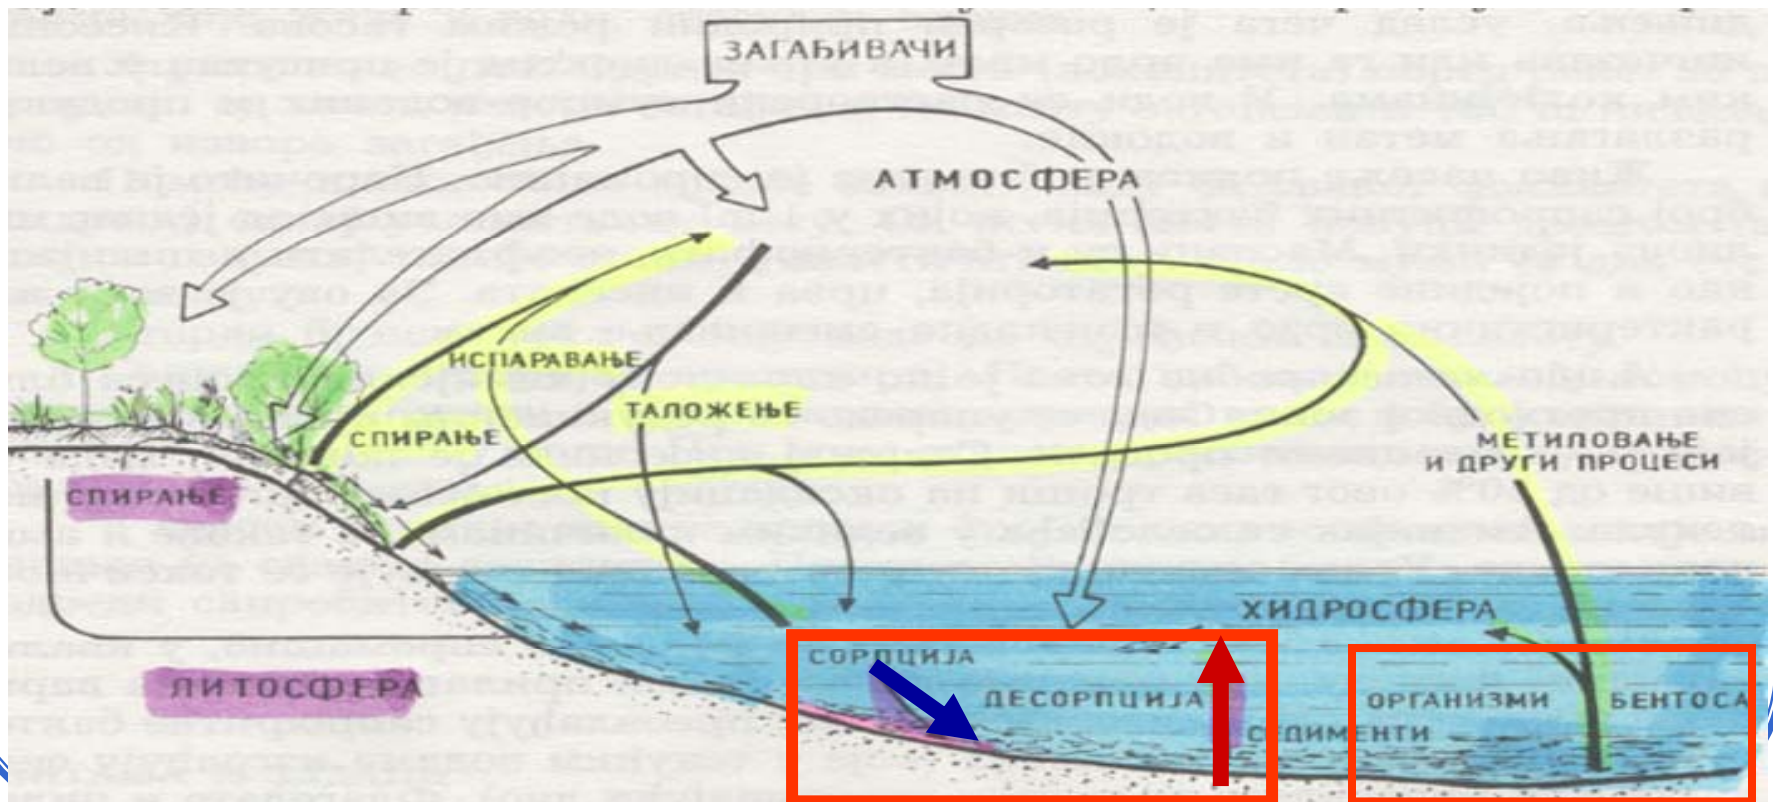 ЗАГАЂИВАЧИ
АТМОСФЕРА
ИСПАРАВАЊЕ
ТАЛОЖЕЊЕ
СПИРАЊЕ
МЕТИЛОВАЊЕ
И ДРУГИ ПРОЦЕСИ
СПИРАЊЕ
ХИДРОСФЕРА
СОРПЦИЈА
ЛИТОСФЕРА
ДЕСОРПЦИЈА
ОРГАНИЗМИ БЕНТОСА
СЕДИМЕНТИ